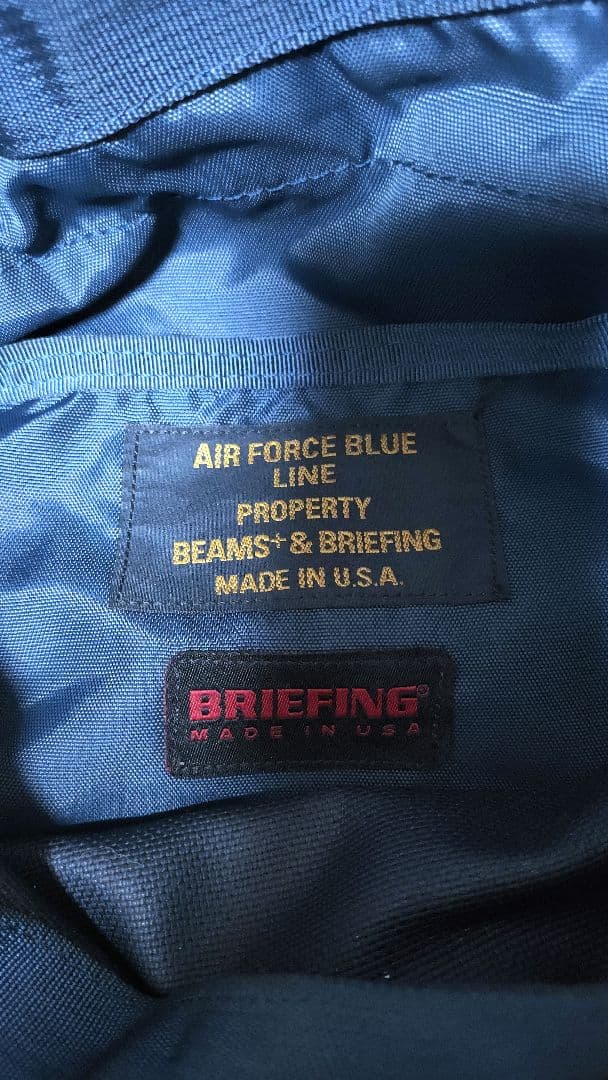 AIR FORCE BLUE
LINE
PROPERTY
BEAMS+ & BRIEFING
MADE IN U.S.A.
BRIEFING®
MADE IN USA